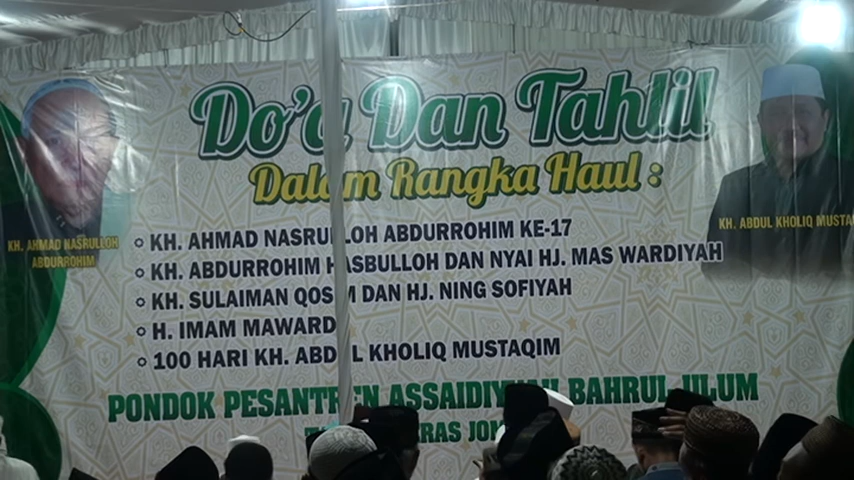 Do'a Dan Tahlil
Dalam Rangka Haul :
KH. AHMAD NASRULLOH ABDURROHIM KE-17
KH. ABDURROHIM HASBULLOH DAN NYAI HJ. MAS WARDIYAH
KH. SULAIMAN QOSIM DAN HJ. NING SOFIYAH
H. IMAM MAWARDI
100 HARI KH. ABDUL KHOLIQ MUSTAQIM
PONDOK PESANTREN ASSAIDIYYAH BAHRUL ULUM
KH. AHMAD NASRULLOH
ABDURROHIM
KH. ABDUL KHOLIQ